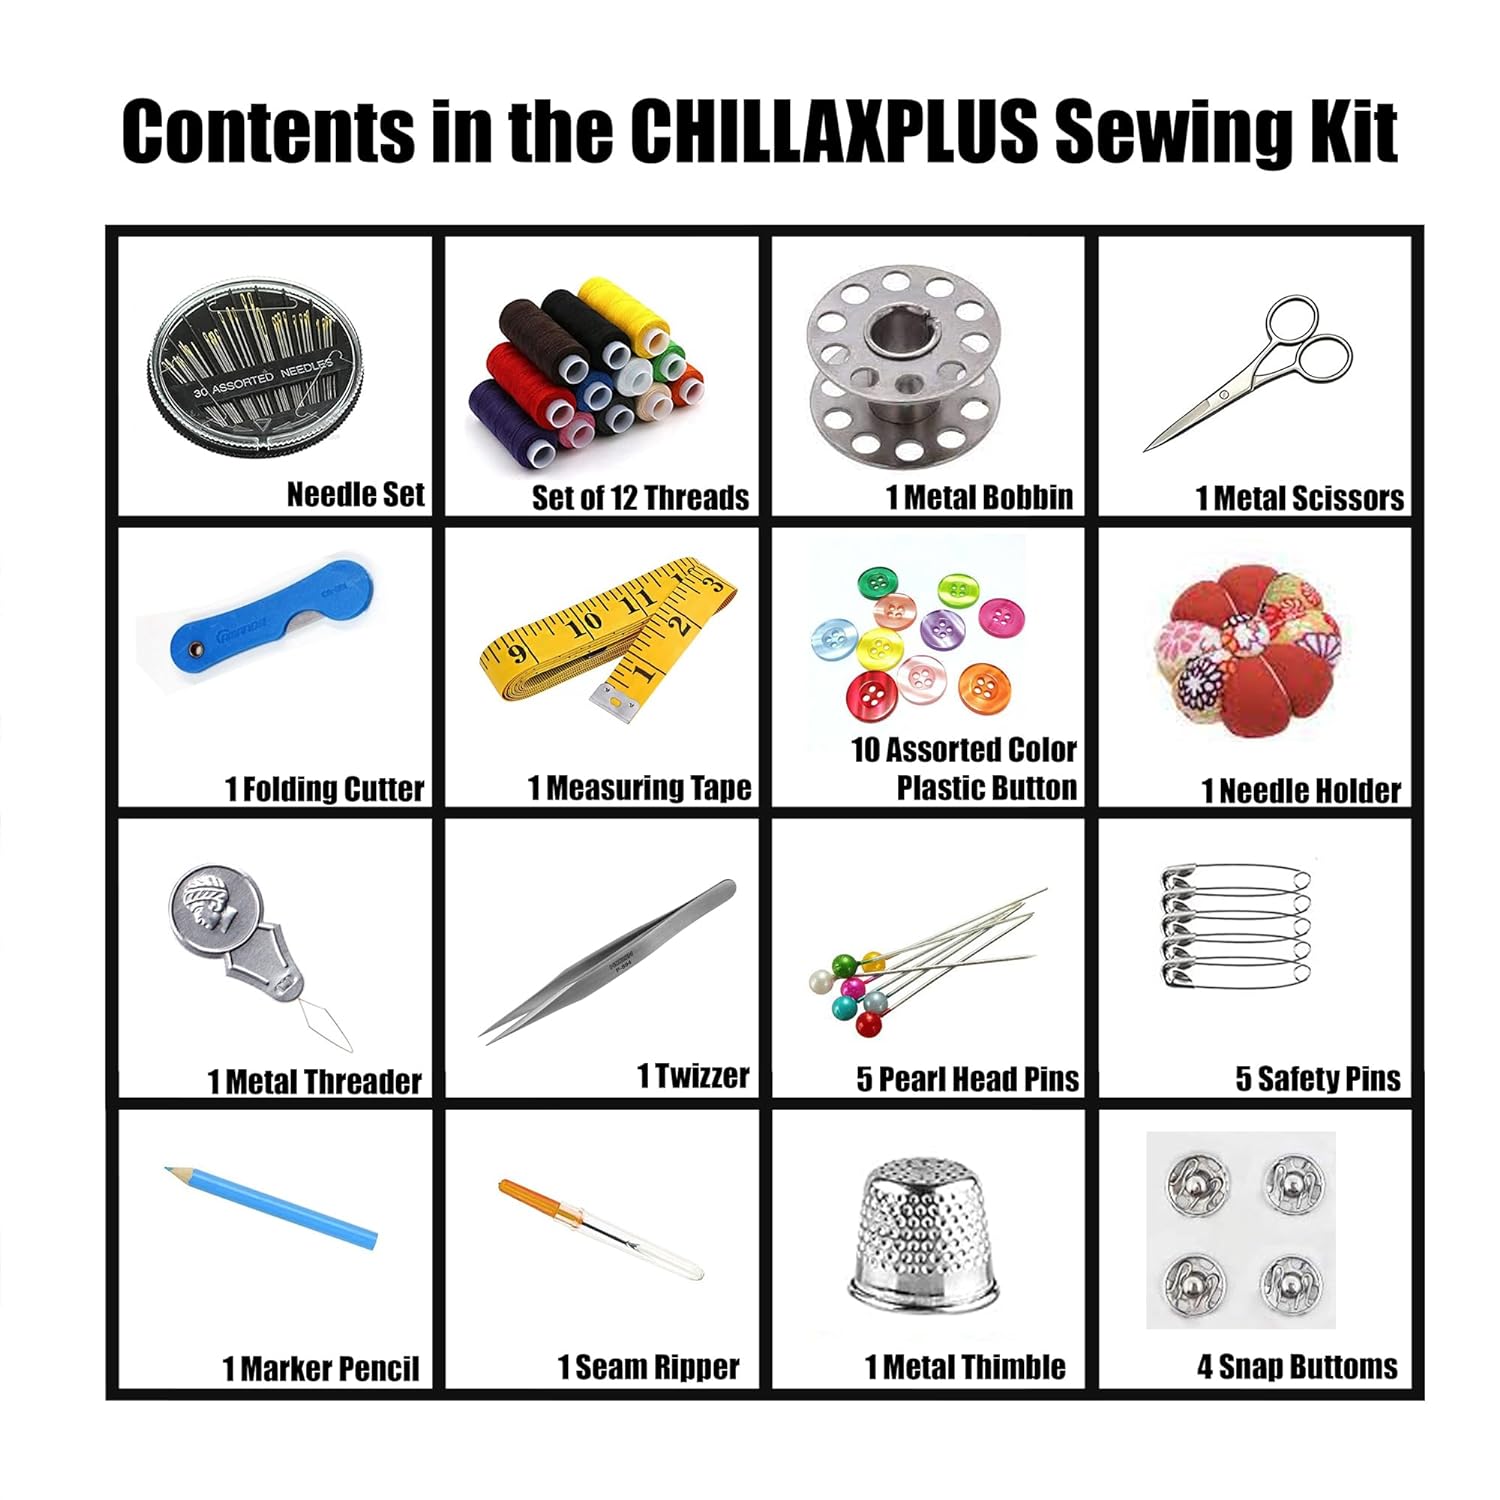 Contents in the CHILLAXPLUS Sewing Kit
30 ASSORTED NEEDLES
Needle Set
Set of 12 Threads
1 Metal Bobbin
1 Metal Scissors
1 Folding Cutter
9 10 11 1 2 3
1 Measuring Tape
10 Assorted Color
Plastic Button
1 Needle Holder
1 Metal Threader
1 Twizzer
5 Pearl Head Pins
5 Safety Pins
1 Marker Pencil
1 Seam Ripper
1 Metal Thimble
4 Snap Buttoms